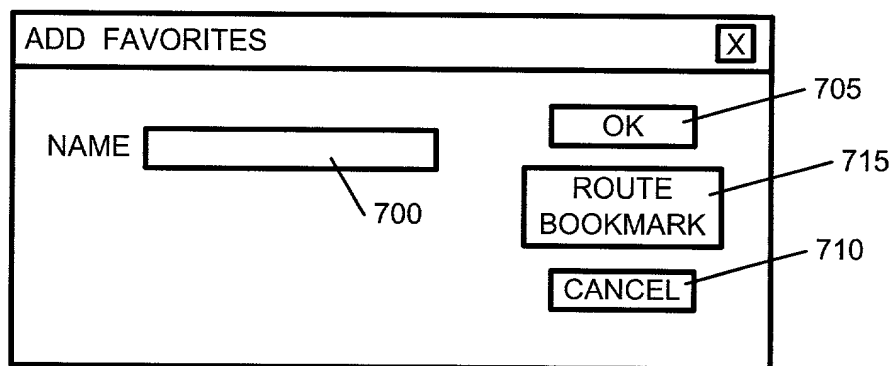 ADD FAVORITES X
705
OK
NAME
715
ROUTE
BOOKMARK
700
710
CANCEL